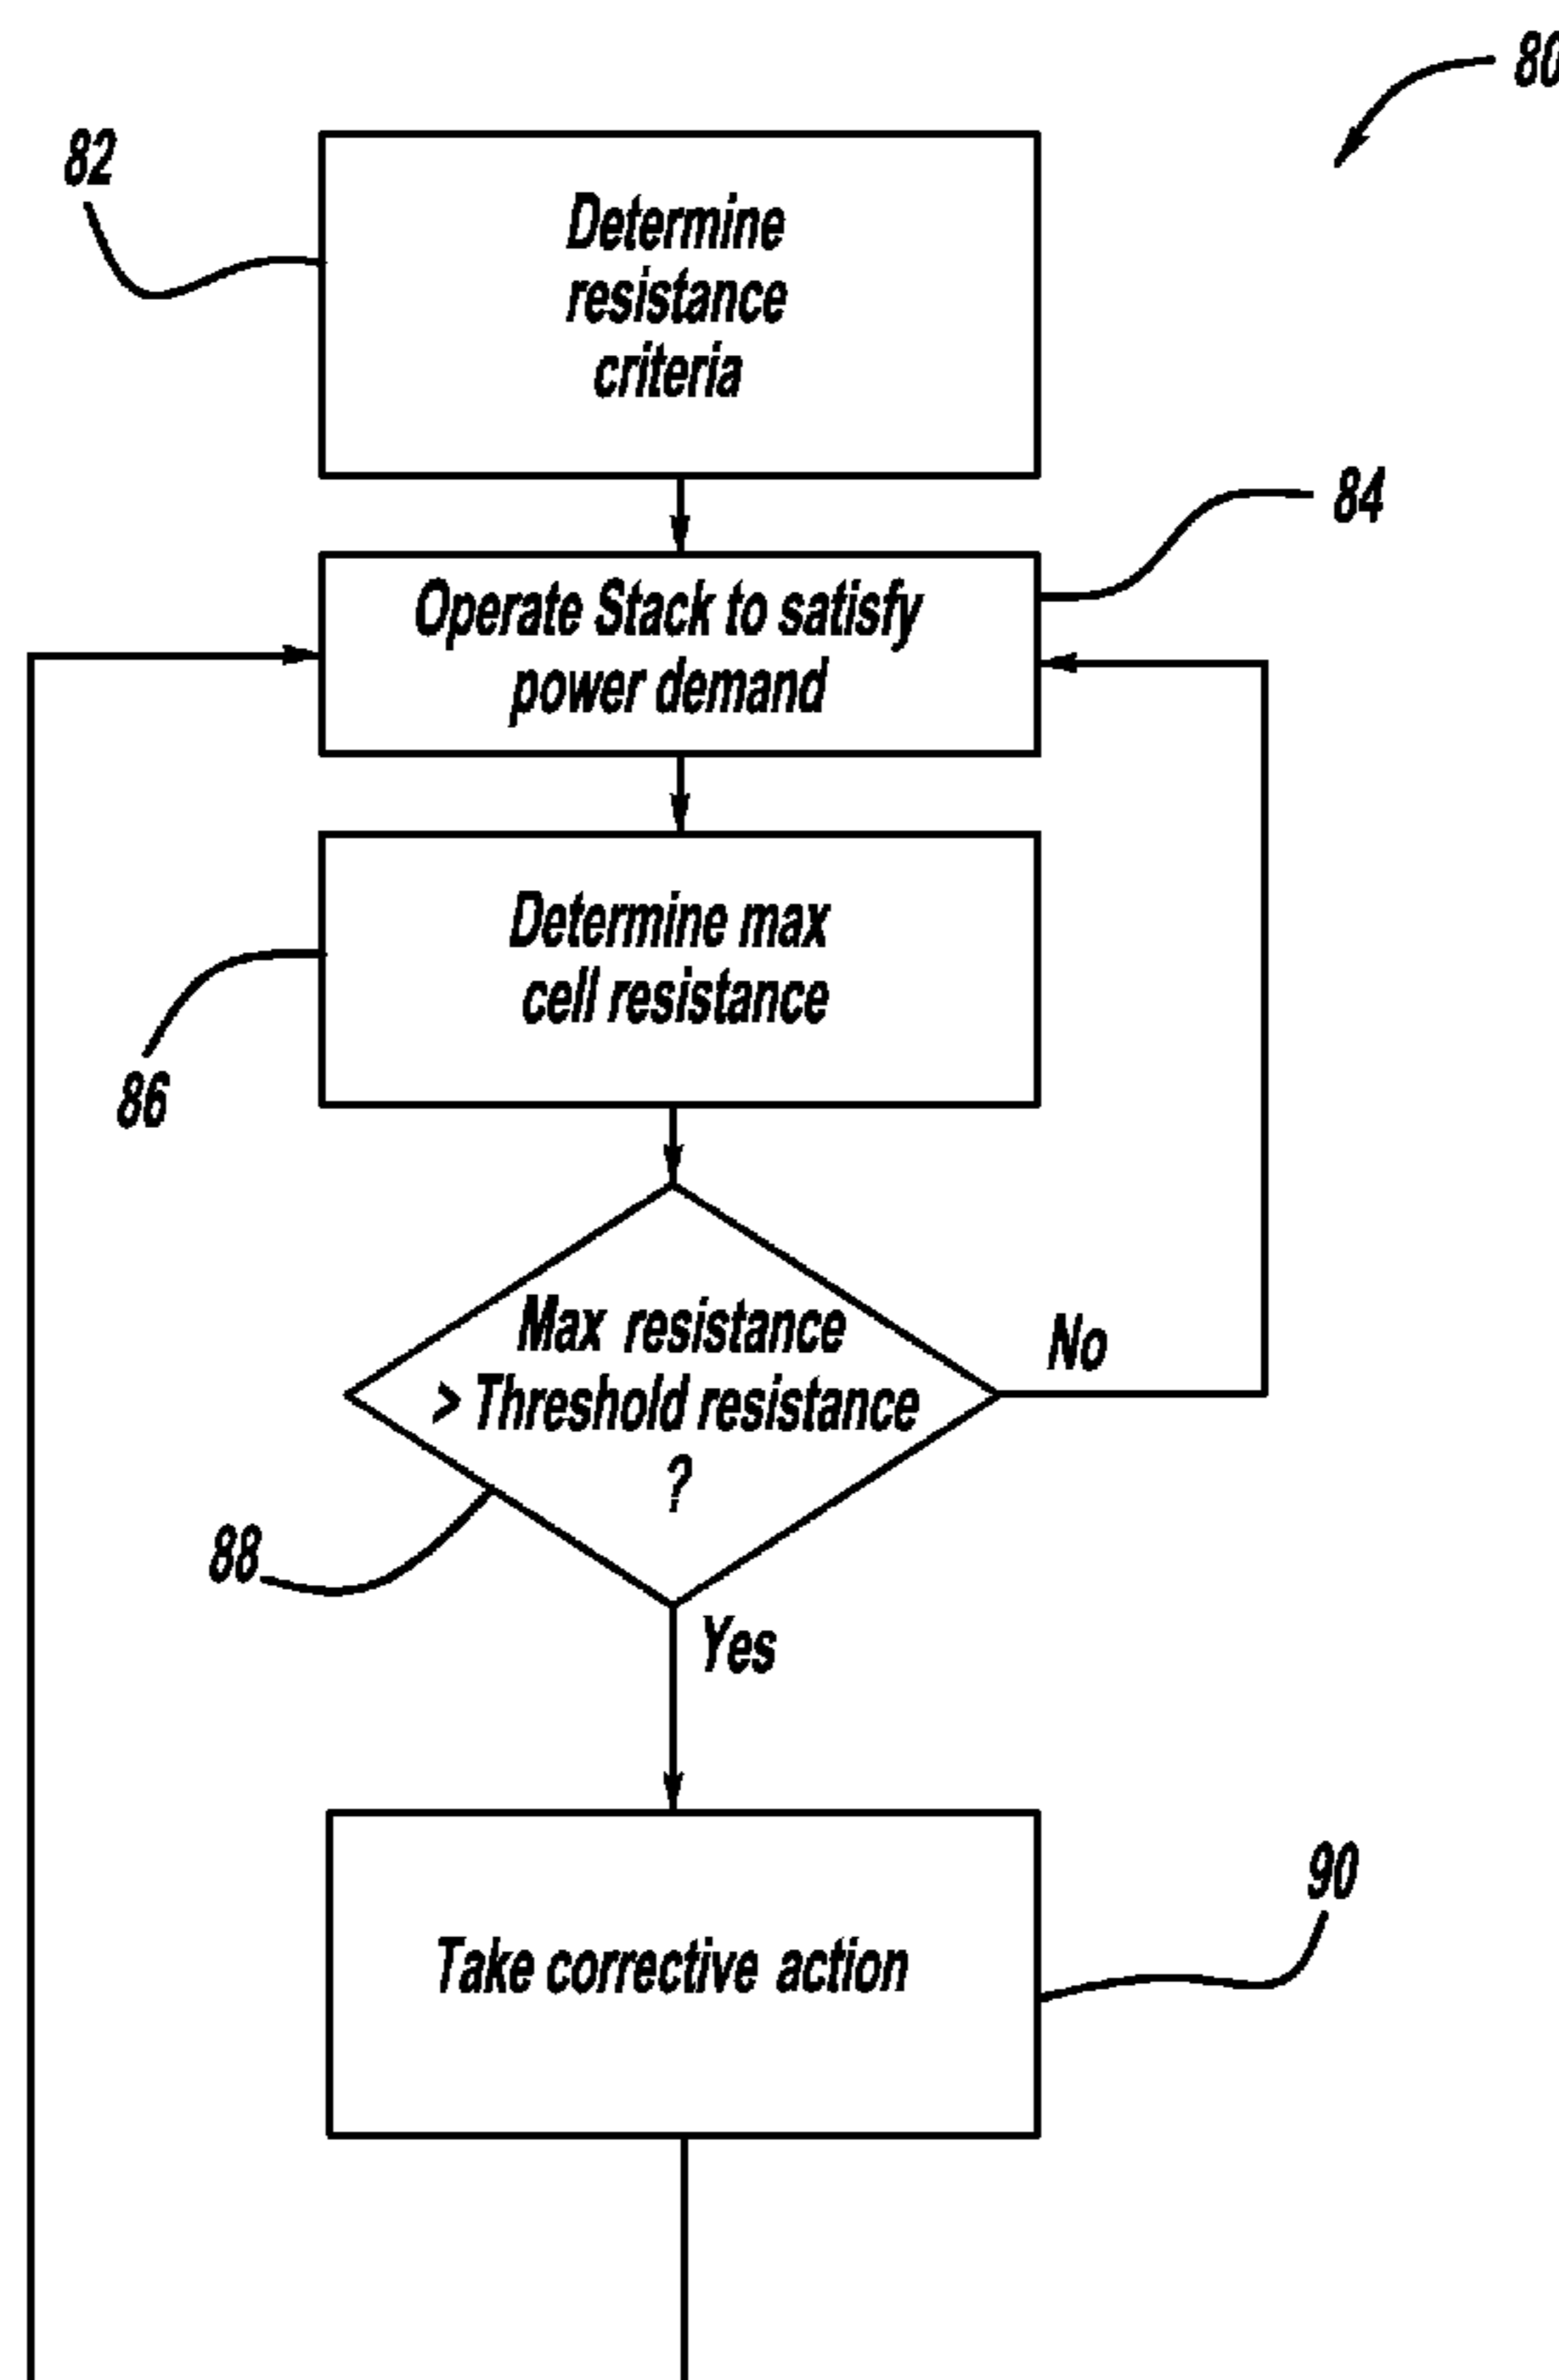 80
82
Determine
resistance
criteria
84
Operate Stack to satisfy
power demand
Determine max
cell resistance
86
Max resistance
> Threshold resistance
?
No
88
Yes
90
Take corrective action